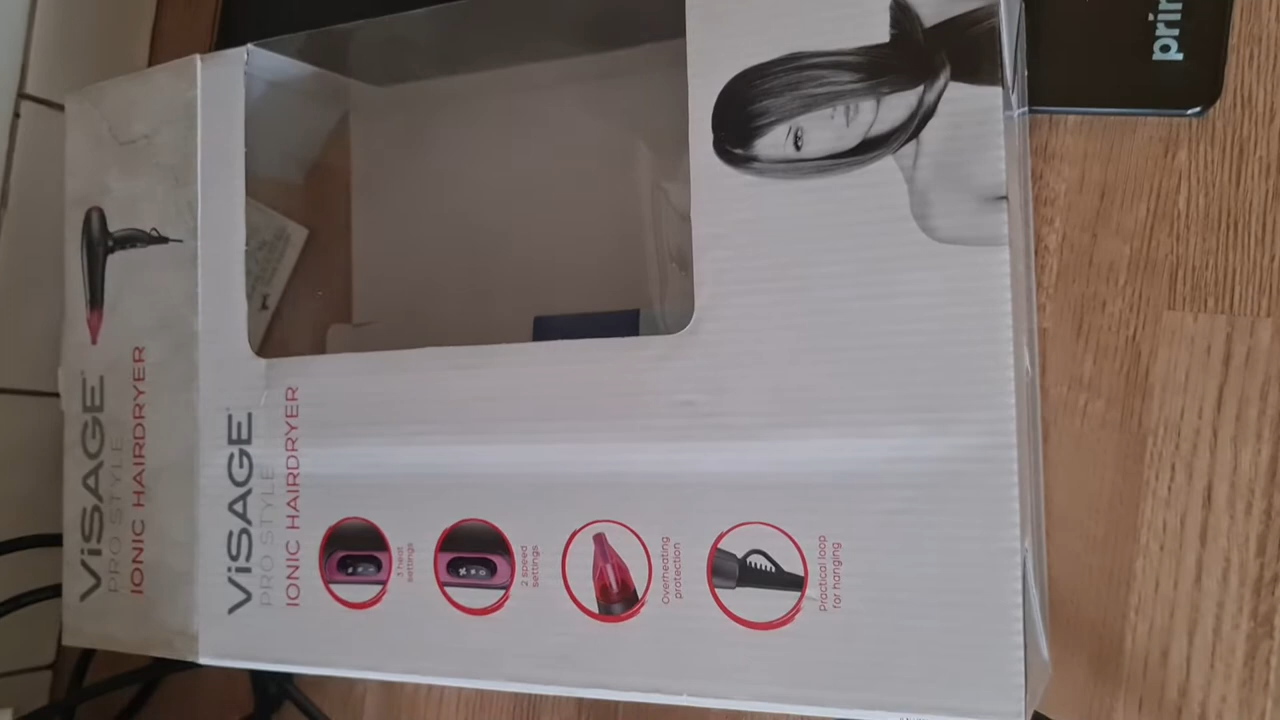 ViSAGE
PRO STYLE
IONIC HAIRDRYER
ViSAGE
PRO STYLE
IONIC HAIRDRYER
3 heat
settings
2 speed
settings
Overheating
protection
Practical loop
for hanging